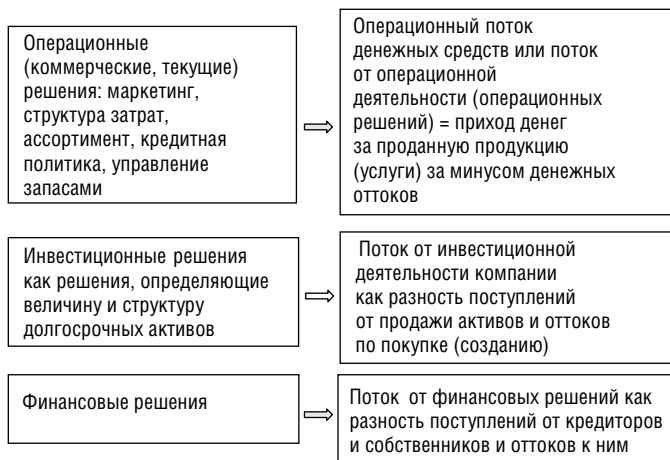 Операционные
(коммерческие, текущие)
решения: маркетинг,
структура затрат,
ассортимент, кредитная
политика, управление
запасами
Операционный поток
денежных средств или поток
от операционной
деятельности (операционных
решений) = приход денег
за проданную продукцию
(услуги) за минусом денежных
оттоков
Инвестиционные решения
как решения, определяющие
величину и структуру
долгосрочных активов
Поток от инвестиционной
деятельности компании
как разность поступлений
от продажи активов и оттоков
по покупке (созданию)
Финансовые решения
Поток от финансовых решений как
разность поступлений от кредиторов
и собственников и оттоков к ним